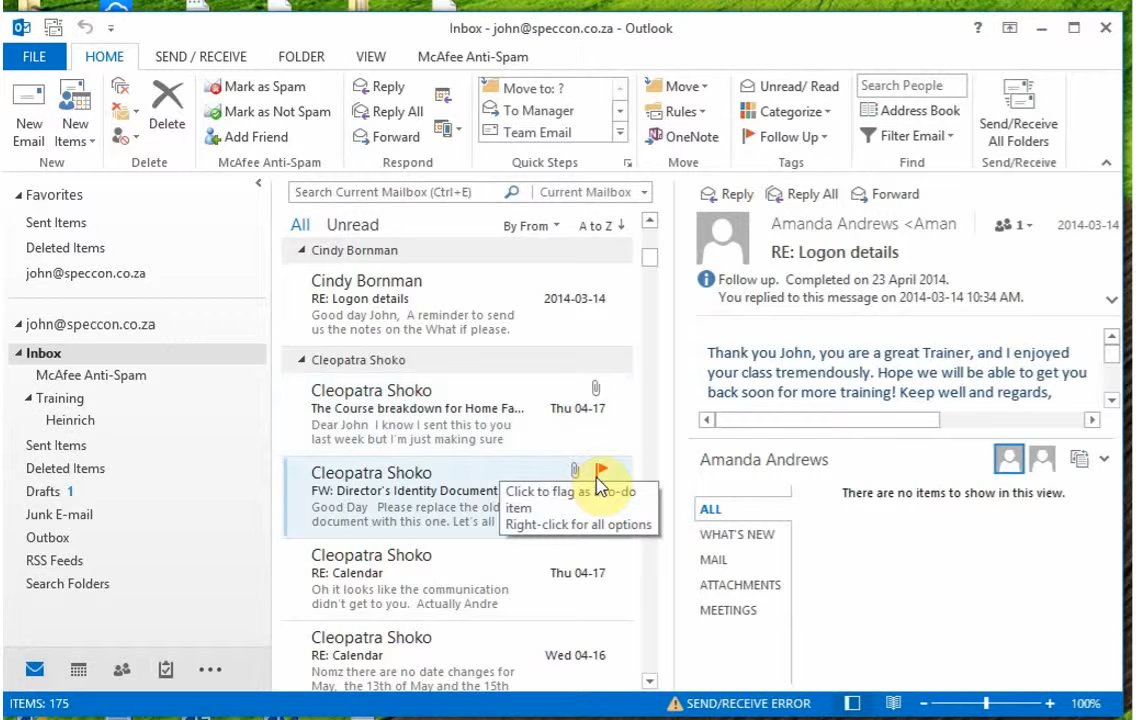 Inbox - john@speccon.co.za - Outlook
FILE HOME SEND / RECEIVE FOLDER VIEW McAfee Anti-Spam
New Email
New Items
New
Delete
Delete
Mark as Spam
Mark as Not Spam
Add Friend
McAfee Anti-Spam
Reply
Reply All
Forward
Respond
Move to: ?
To Manager
Team Email
Quick Steps
Move
Rules
OneNote
Move
Unread/ Read
Categorize
Follow Up
Tags
Search People
Address Book
Filter Email
Find
Send/Receive
All Folders
Send/Receive
Favorites
Sent Items
Deleted Items
john@speccon.co.za
john@speccon.co.za
Inbox
McAfee Anti-Spam
Training
Heinrich
Sent Items
Deleted Items
Drafts 1
Junk E-mail
Outbox
RSS Feeds
Search Folders
Search Current Mailbox (Ctrl+E) Current Mailbox
All Unread By From A to Z
Cindy Bornman
Cindy Bornman
RE: Logon details 2014-03-14
Good day John, A reminder to send
us the notes on the What if please.
Cleopatra Shoko
Cleopatra Shoko
The Course breakdown for Home Fa... Thu 04-17
Dear John I know I sent this to you
last week but I'm just making sure
Cleopatra Shoko
FW: Director's Identity Document
Good Day Please replace the old
document with this one. Let's all
Click to flag as to-do
item
Right-click for all options
Cleopatra Shoko
RE: Calendar Thu 04-17
Oh it looks like the communication
didn't get to you. Actually Andre
Cleopatra Shoko
RE: Calendar Wed 04-16
Nomz there are no date changes for
May, the 13th of May and the 15th
Reply Reply All Forward
Amanda Andrews <Aman 1 2014-03-14
RE: Logon details
Follow up. Completed on 23 April 2014.
You replied to this message on 2014-03-14 10:34 AM.
Thank you John, you are a great Trainer, and I enjoyed
your class tremendously. Hope we will be able to get you
back soon for more training! Keep well and regards,
Amanda Andrews
ALL
WHAT'S NEW
MAIL
ATTACHMENTS
MEETINGS
There are no items to show in this view.
ITEMS: 175 SEND/RECEIVE ERROR 100%